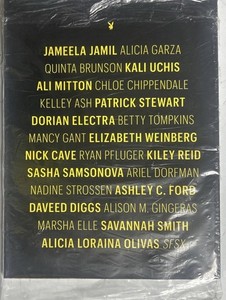 JAMEELA JAMIL ALICIA GARZA
QUINTA BRUNSON KALI UCHIS
ALI MITTON CHLOE CHIPPENDALE
KELLEY ASH PATRICK STEWART
DORIAN ELECTRA BETTY TOMPKINS
MANCY GANT ELIZABETH WEINBERG
NICK CAVE RYAN PFLUGER KILEY REID
SASHA SAMSONOVA ARIEL DORFMAN
NADINE STROSSEN ASHLEY C. FORD
DAVEED DIGGS ALISON M. GINGERAS
MARSHA ELLE SAVANNAH SMITH
ALICIA LORAINA OLIVAS SFSX